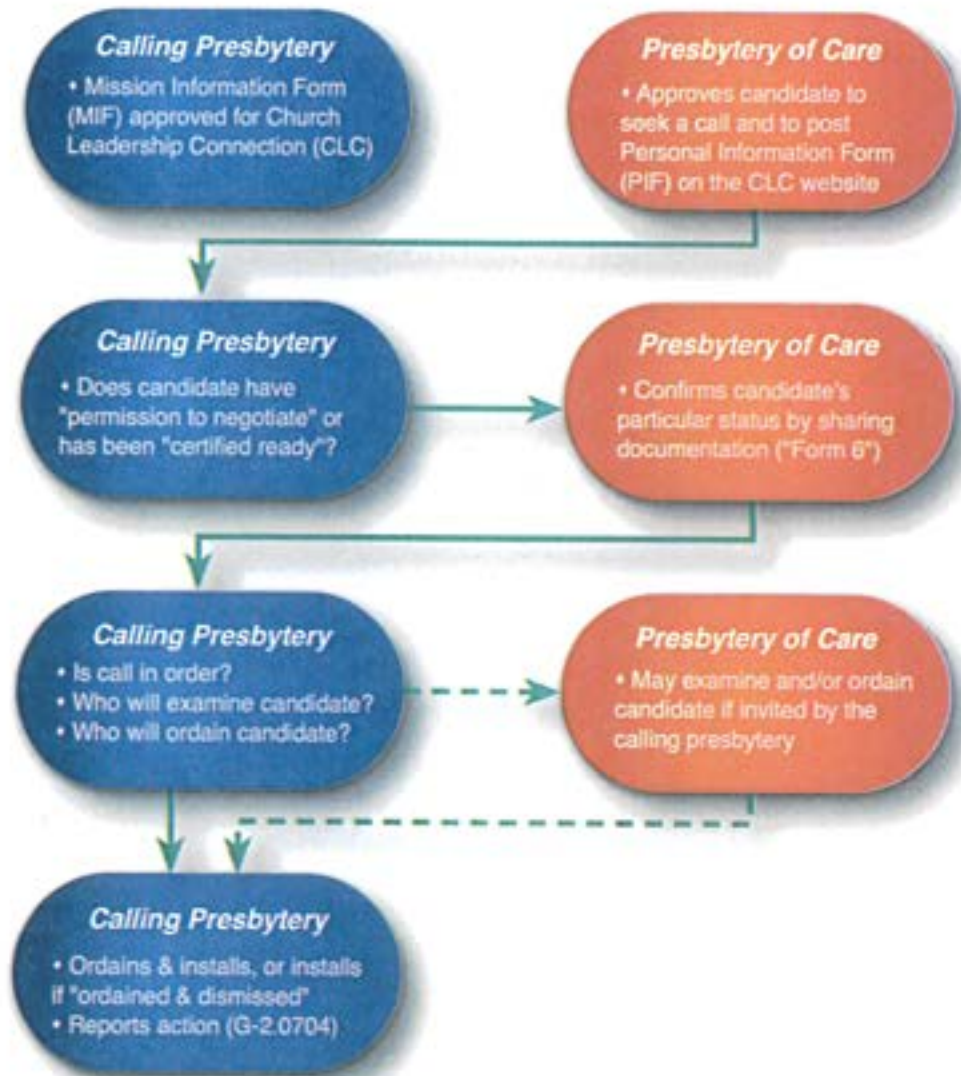 Calling Presbytery
• Mission Information Form
(MIF) approved for Church
Leadership Connection (CLC)
Presbytery of Care
• Approves candidate to
seek a call and to post
Personal Information Form
(PIF) on the CLC website
Calling Presbytery
• Does candidate have
"permission to negotiate" or
has been "certified ready"?
Presbytery of Care
• Confirms candidate's
particular status by sharing
documentation ("Form 6")
Calling Presbytery
• Is call in order?
• Who will examine candidate?
• Who will ordain candidate?
Presbytery of Care
• May examine and/or ordain
candidate if invited by the
calling presbytery
Calling Presbytery
• Ordains & installs, or installs
if "ordained & dismissed"
• Reports action (G-2.0704)